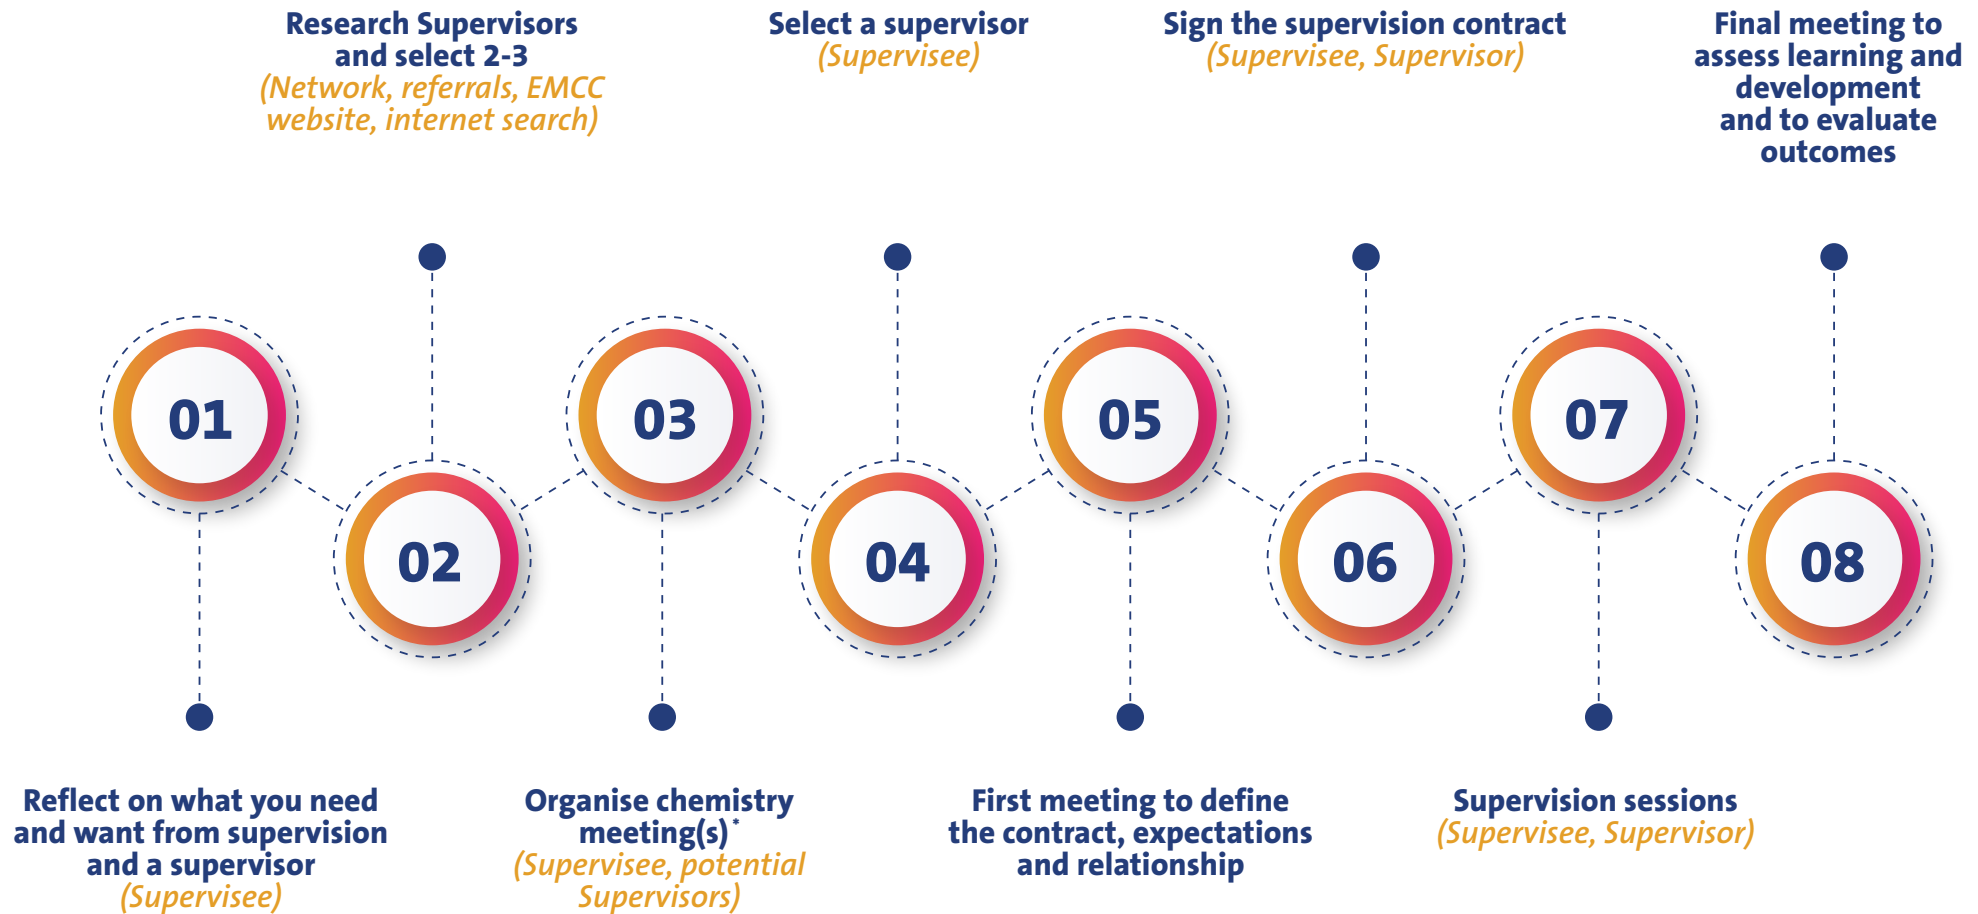 Research Supervisors
and select 2-3
(Network, referrals, EMCC
website, internet search)
Select a supervisor
(Supervisee)
Sign the supervision contract
(Supervisee, Supervisor)
Final meeting to
assess learning and
development
and to evaluate
outcomes
01
02
03
04
05
06
07
08
Reflect on what you need
and want from supervision
and a supervisor
(Supervisee)
Organise chemistry
meeting(s)*
(Supervisee, potential
Supervisors)
First meeting to define
the contract, expectations
and relationship
Supervision sessions
(Supervisee, Supervisor)